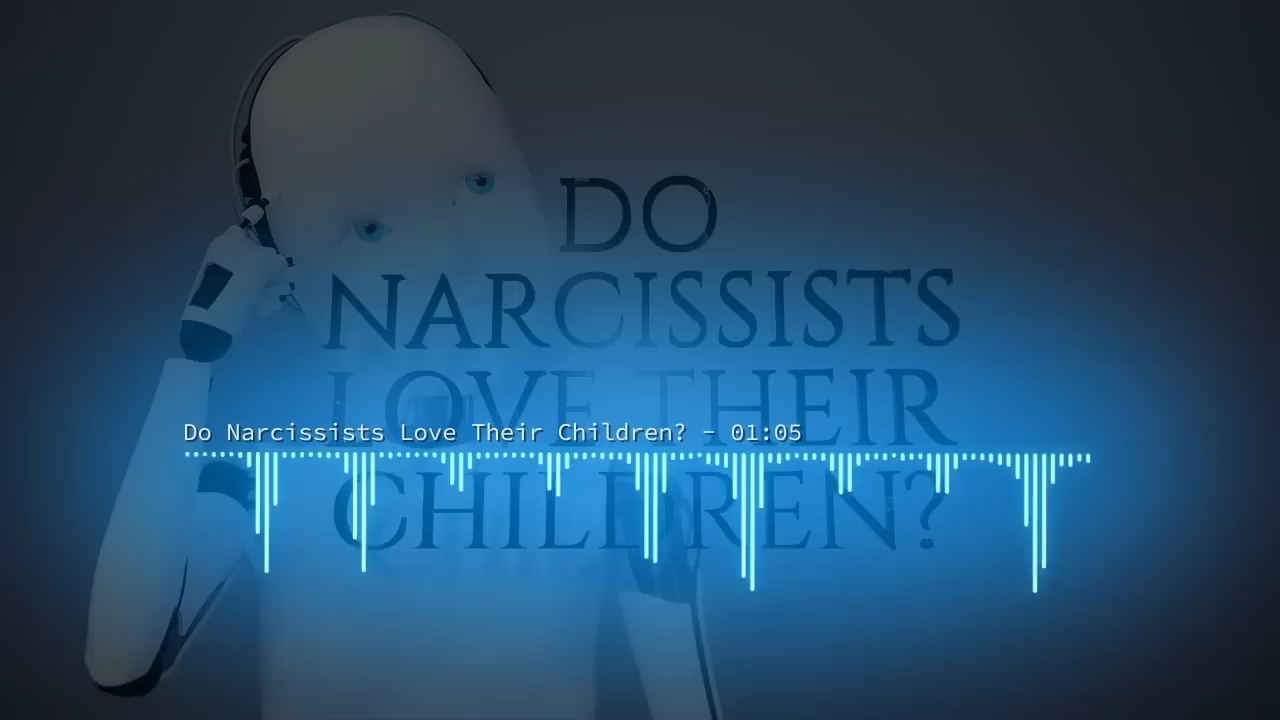 DO
NARCISSISTS
LOVE THEIR
Do Narcissists Love Their Children? - 01:05
CHILDREN?